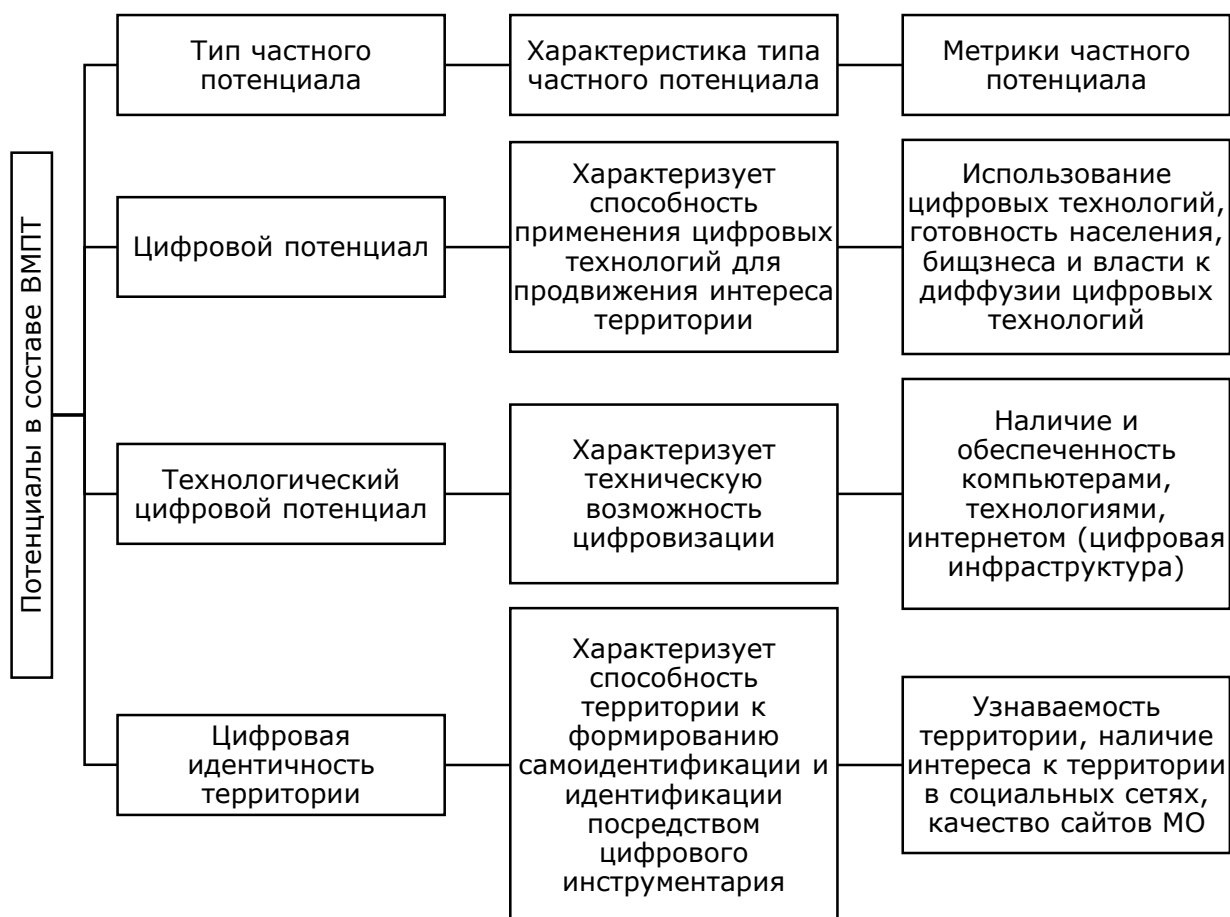 Потенциалы в составе ВМПТ
Тип частного
потенциала
Характеристика типа
частного потенциала
Метрики частного
потенциала
Цифровой потенциал
Характеризует
способность
применения цифровых
технологий для
продвижения интереса
территории
Использование
цифровых технологий,
готовность населения,
бищзнеса и власти к
диффузии цифровых
технологий
Технологический
цифровой потенциал
Характеризует
техническую
возможность
цифровизации
Наличие и
обеспеченность
компьютерами,
технологиями,
интернетом (цифровая
инфраструктура)
Цифровая
идентичность
территории
Характеризует
способность
территории к
формированию
самоидентификации и
идентификации
посредством
цифрового
инструментария
Узнаваемость
территории, наличие
интереса к территории
в социальных сетях,
качество сайтов МО